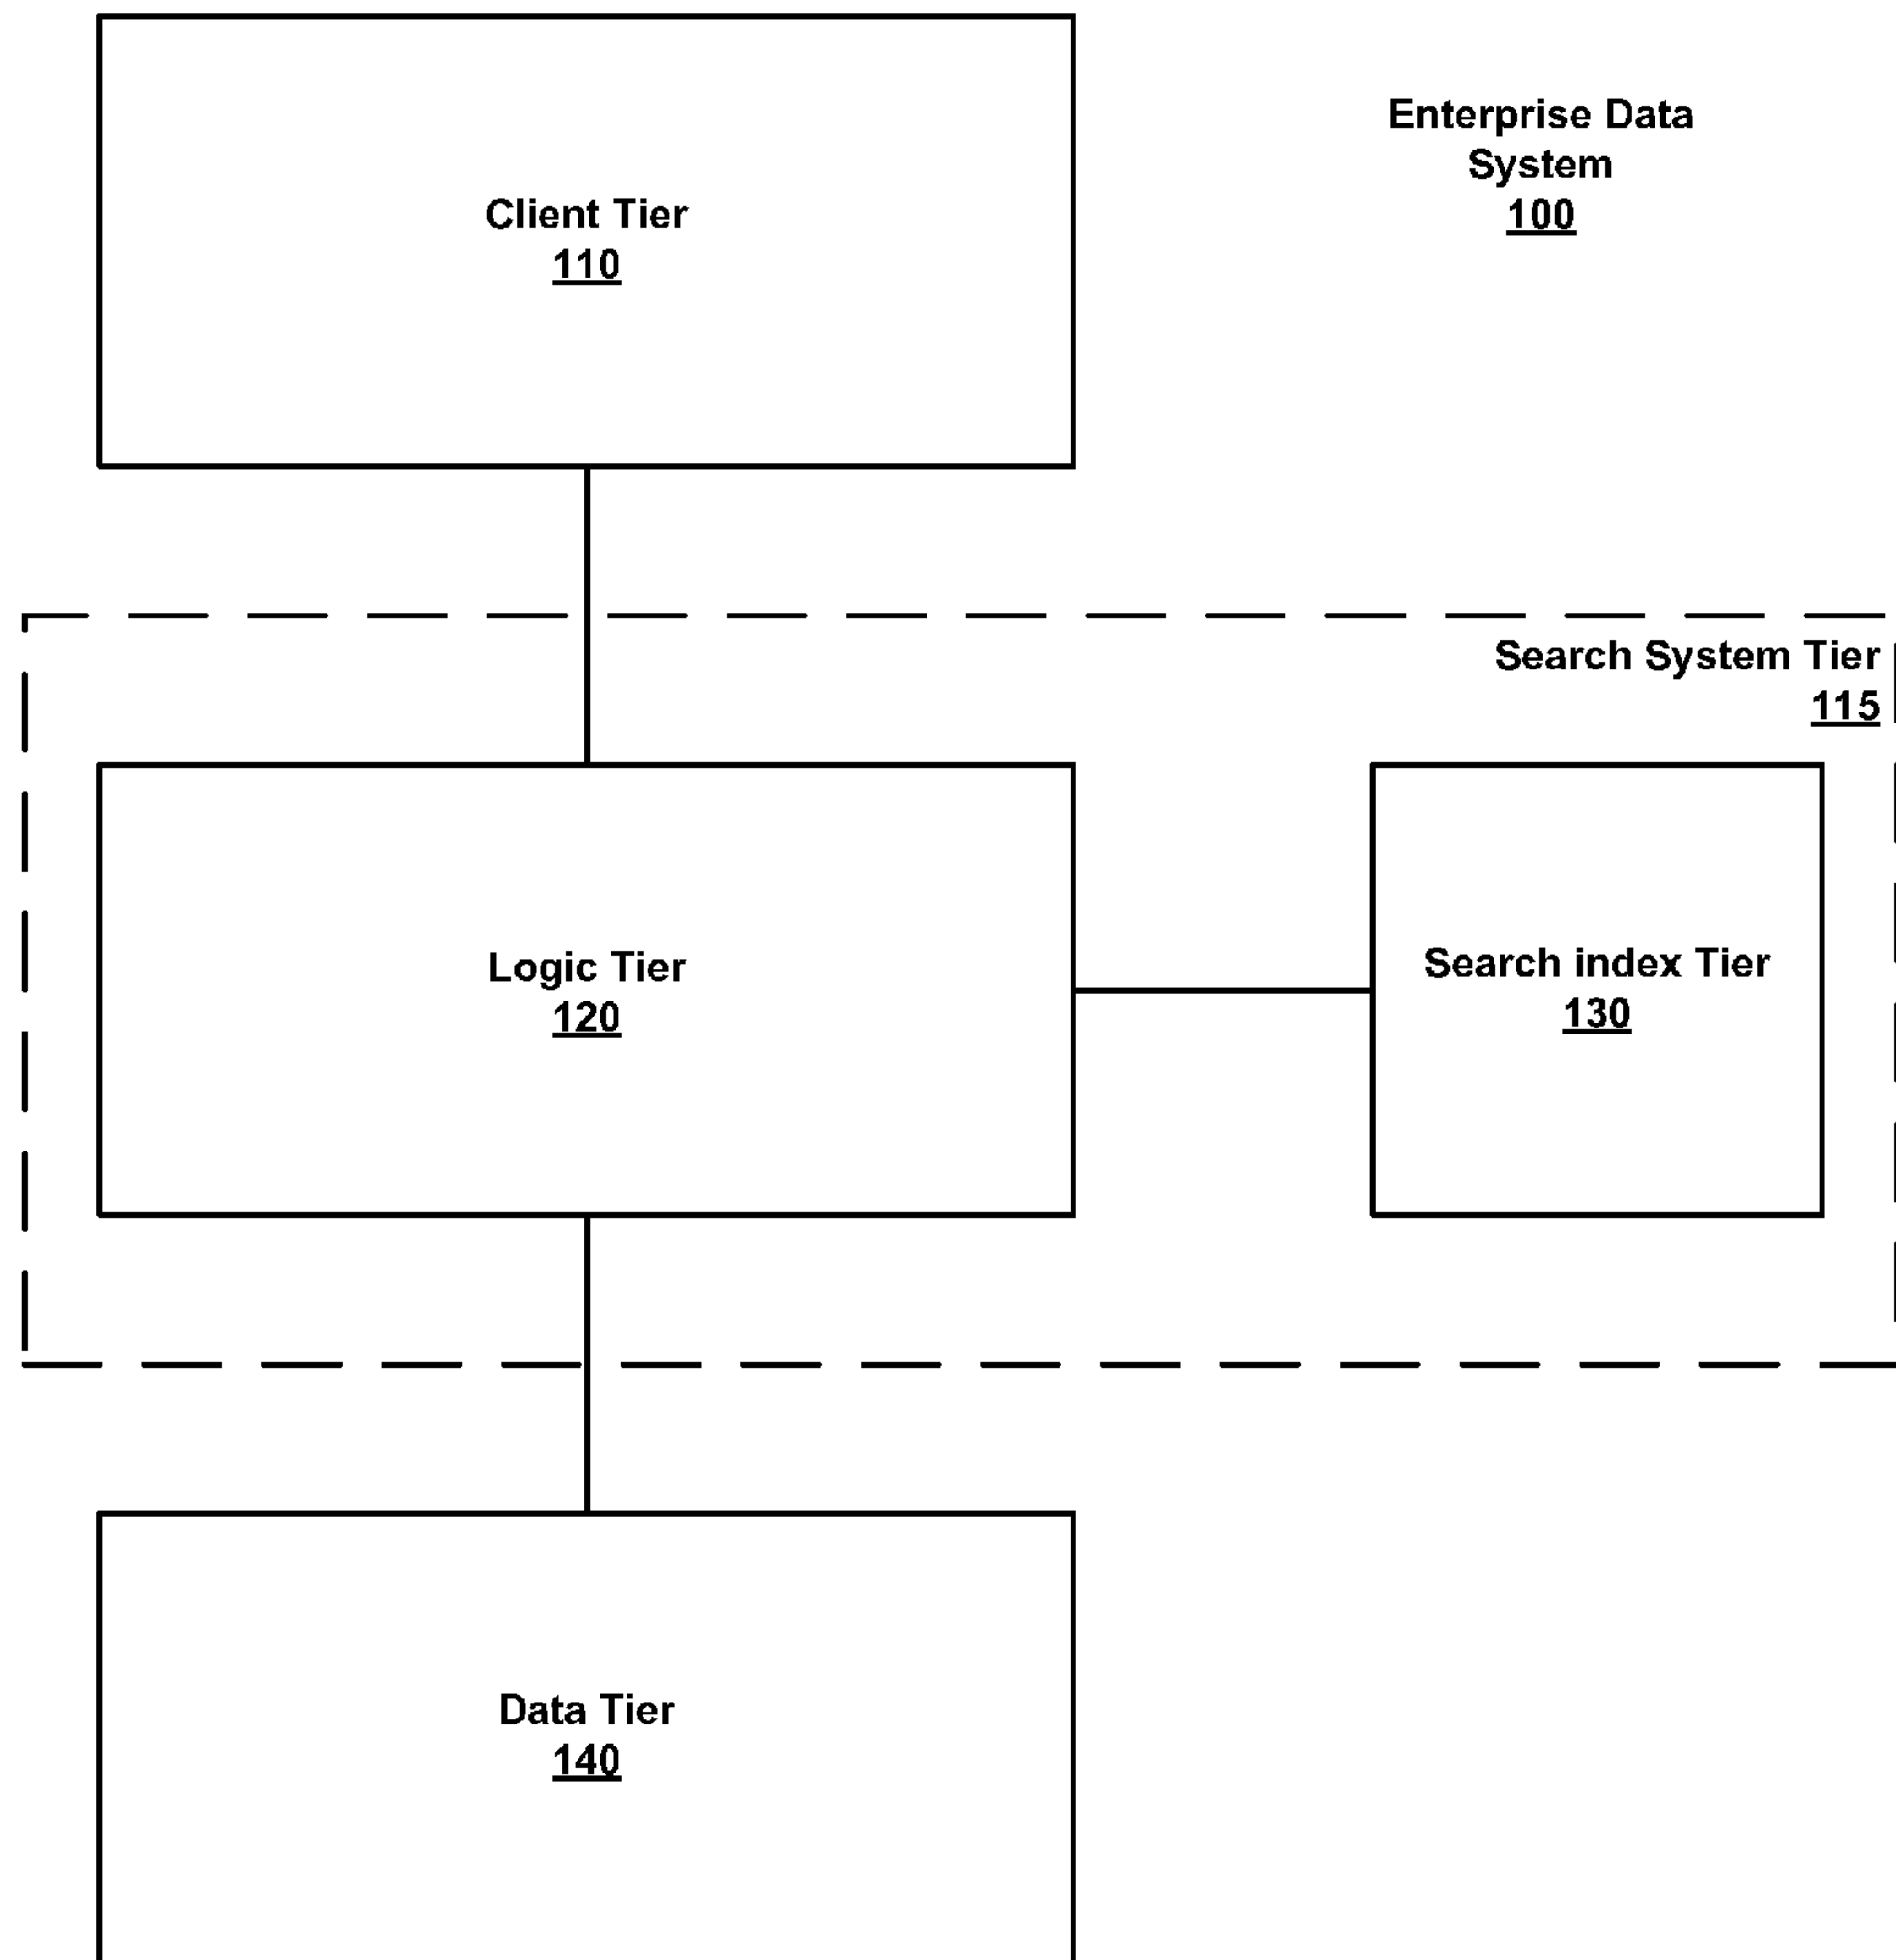 Client Tier
110
Enterprise Data
System
100
Search System Tier
115
Logic Tier
120
Search index Tier
130
Data Tier
140